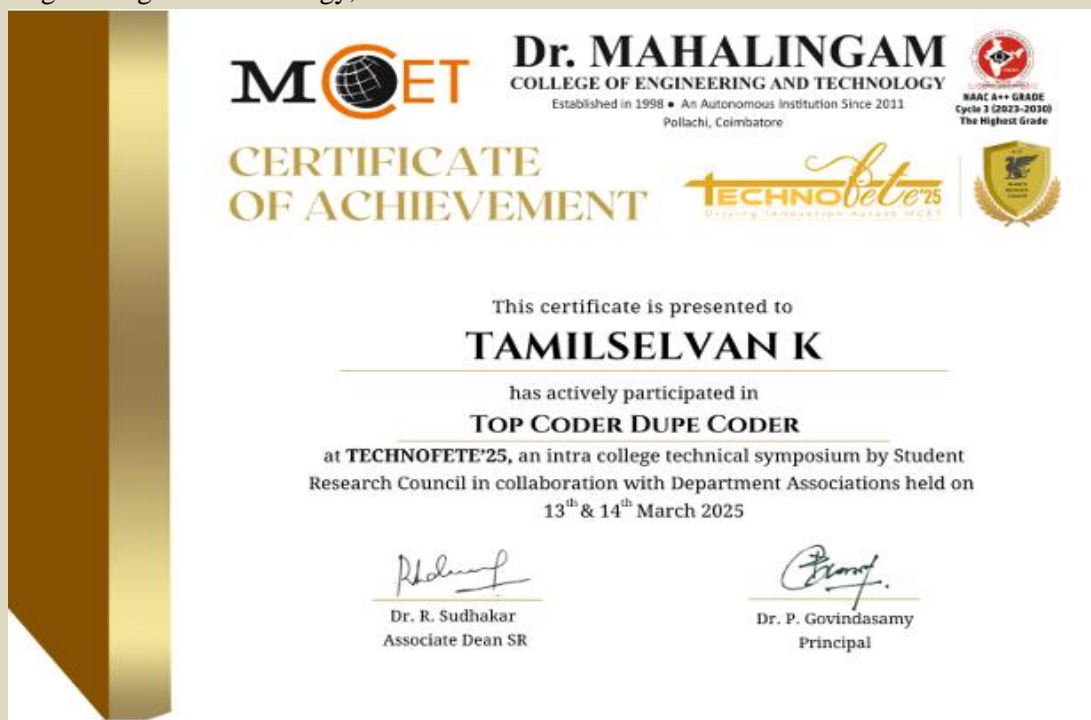 MCET
Dr. MAHALINGAM
COLLEGE OF ENGINEERING AND TECHNOLOGY
Established in 1998 • An Autonomous Institution Since 2011
Pollachi, Coimbatore
NAAC A++ GRADE
Cycle 3 (2023-2030)
The Highest Grade
CERTIFICATE
OF ACHIEVEMENT
TECHNOfete'25
Driving Innovation Across MCET
This certificate is presented to
TAMILSELVAN K
has actively participated in
TOP CODER DUPE CODER
at TECHNOFETE'25, an intra college technical symposium by Student
Research Council in collaboration with Department Associations held on
13th & 14th March 2025
Dr. R. Sudhakar
Associate Dean SR
Dr. P. Govindasamy
Principal